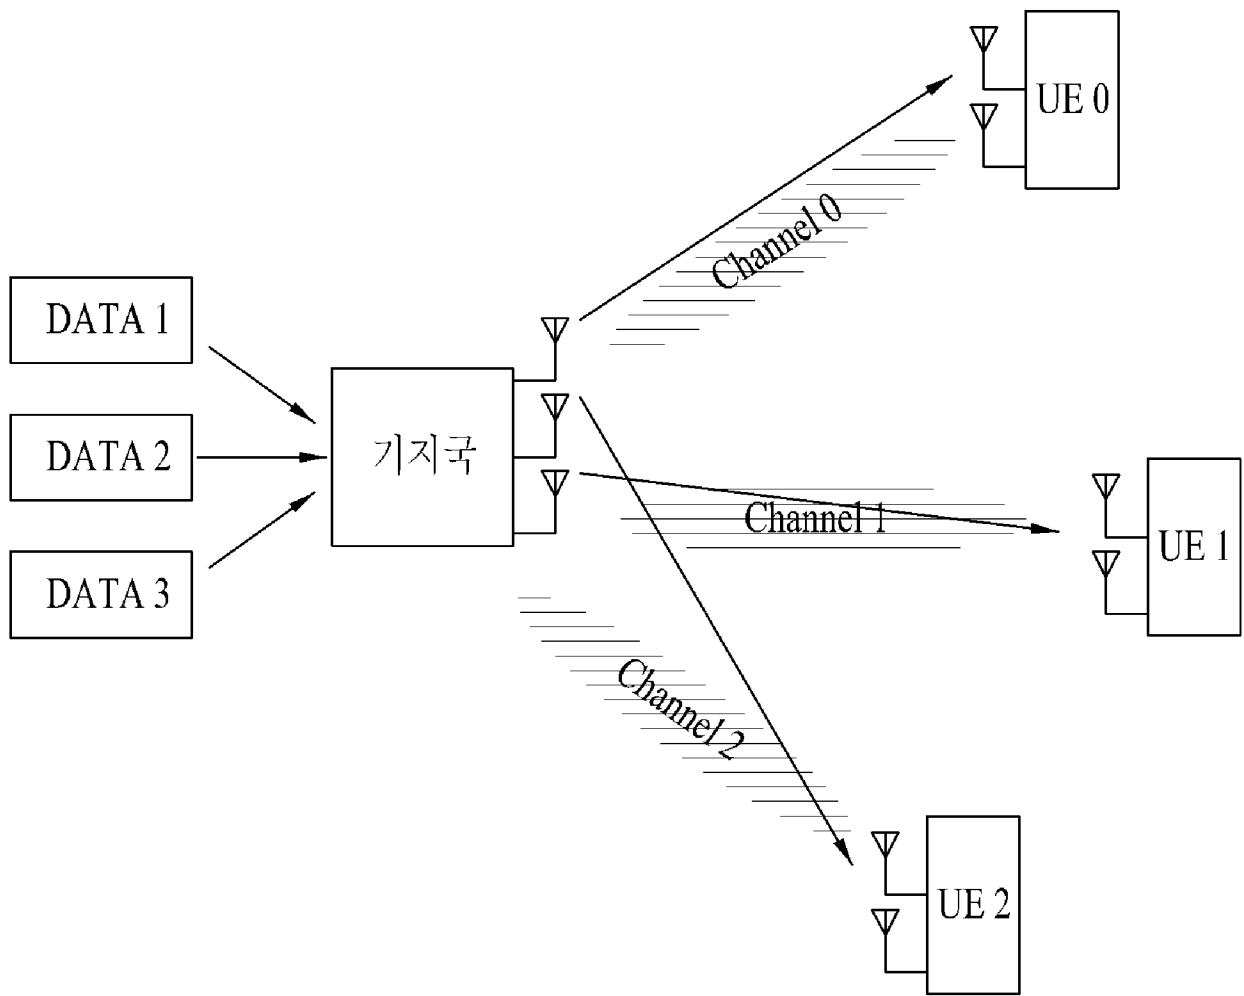 UE 0
Channel 0
DATA 1
DATA 2
DATA 3
기지국
Channel 1
UE 1
Channel 2
UE 2